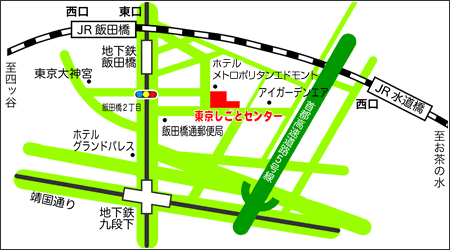 西口
東口
JR 飯田橋
地下鉄
飯田橋
至四ッ谷
東京大神宮
ホテル
メトロポリタンエドモント
アイガーデンエア
JR 水道橋
西口
飯田橋2丁目
東京しごとセンター
飯田橋通郵便局
首都高速道路5号線
至お茶の水
ホテル
グランドパレス
靖国通り
地下鉄
九段下